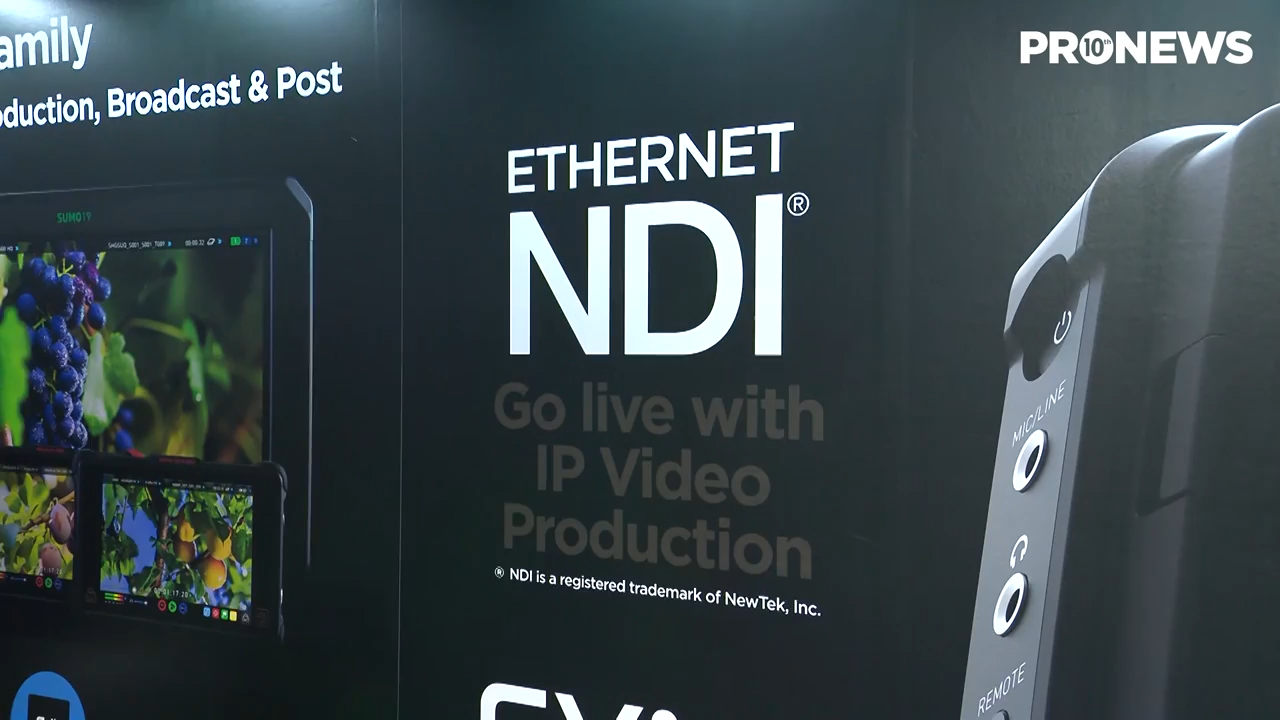 amily
oduction, Broadcast & Post
SUMO19
PRONEWS
10th
ETHERNET
NDI®
Go live with
IP Video
Production
® NDI is a registered trademark of NewTek, Inc.
MIC/LINE
REMOTE